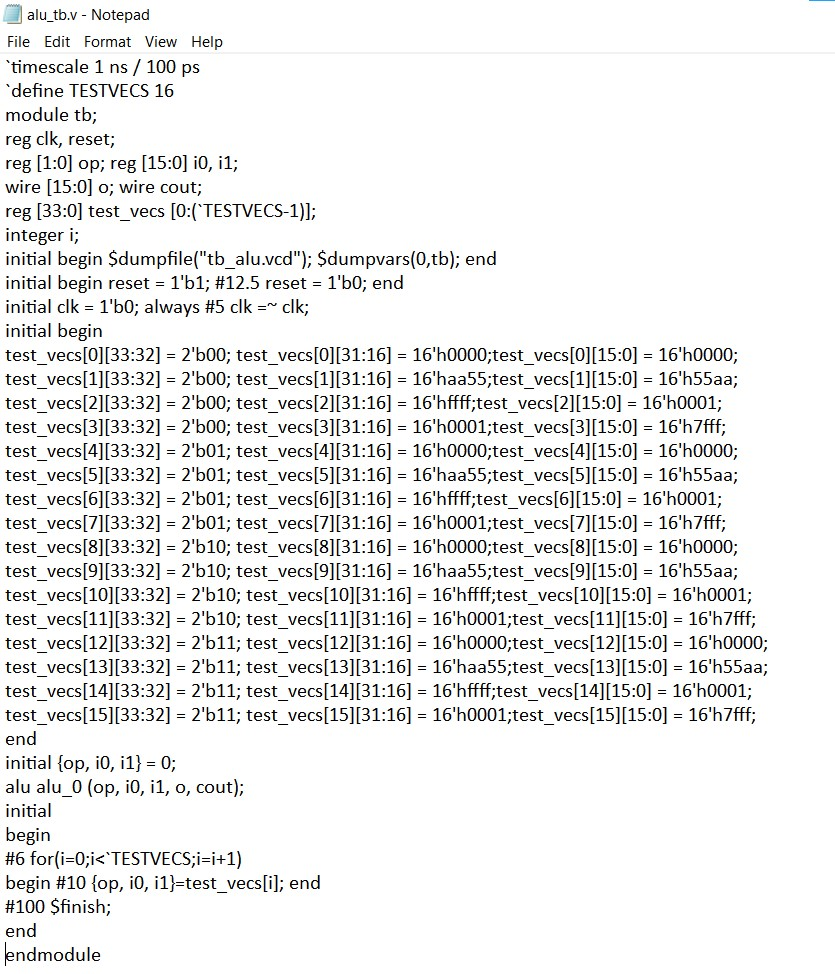 alu_tb.v - Notepad
File Edit Format View Help
`timescale 1 ns / 100 ps
`define TESTVECS 16
module tb;
reg clk, reset;
reg [1:0] op; reg [15:0] i0, i1;
wire [15:0] o; wire cout;
reg [33:0] test_vecs [0:(`TESTVECS-1)];
integer i;
initial begin $dumpfile("tb_alu.vcd"); $dumpvars(0,tb); end
initial begin reset = 1'b1; #12.5 reset = 1'b0; end
initial clk = 1'b0; always #5 clk =~ clk;
initial begin
test_vecs[0][33:32] = 2'b00; test_vecs[0][31:16] = 16'h0000;test_vecs[0][15:0] = 16'h0000;
test_vecs[1][33:32] = 2'b00; test_vecs[1][31:16] = 16'haa55;test_vecs[1][15:0] = 16'h55aa;
test_vecs[2][33:32] = 2'b00; test_vecs[2][31:16] = 16'hffff;test_vecs[2][15:0] = 16'h0001;
test_vecs[3][33:32] = 2'b00; test_vecs[3][31:16] = 16'h0001;test_vecs[3][15:0] = 16'h7fff;
test_vecs[4][33:32] = 2'b01; test_vecs[4][31:16] = 16'h0000;test_vecs[4][15:0] = 16'h0000;
test_vecs[5][33:32] = 2'b01; test_vecs[5][31:16] = 16'haa55;test_vecs[5][15:0] = 16'h55aa;
test_vecs[6][33:32] = 2'b01; test_vecs[6][31:16] = 16'hffff;test_vecs[6][15:0] = 16'h0001;
test_vecs[7][33:32] = 2'b01; test_vecs[7][31:16] = 16'h0001;test_vecs[7][15:0] = 16'h7fff;
test_vecs[8][33:32] = 2'b10; test_vecs[8][31:16] = 16'h0000;test_vecs[8][15:0] = 16'h0000;
test_vecs[9][33:32] = 2'b10; test_vecs[9][31:16] = 16'haa55;test_vecs[9][15:0] = 16'h55aa;
test_vecs[10][33:32] = 2'b10; test_vecs[10][31:16] = 16'hffff;test_vecs[10][15:0] = 16'h0001;
test_vecs[11][33:32] = 2'b10; test_vecs[11][31:16] = 16'h0001;test_vecs[11][15:0] = 16'h7fff;
test_vecs[12][33:32] = 2'b11; test_vecs[12][31:16] = 16'h0000;test_vecs[12][15:0] = 16'h0000;
test_vecs[13][33:32] = 2'b11; test_vecs[13][31:16] = 16'haa55;test_vecs[13][15:0] = 16'h55aa;
test_vecs[14][33:32] = 2'b11; test_vecs[14][31:16] = 16'hffff;test_vecs[14][15:0] = 16'h0001;
test_vecs[15][33:32] = 2'b11; test_vecs[15][31:16] = 16'h0001;test_vecs[15][15:0] = 16'h7fff;
end
initial {op, i0, i1} = 0;
alu alu_0 (op, i0, i1, o, cout);
initial
begin
#6 for(i=0;i<`TESTVECS;i=i+1)
begin #10 {op, i0, i1}=test_vecs[i]; end
#100 $finish;
end
endmodule